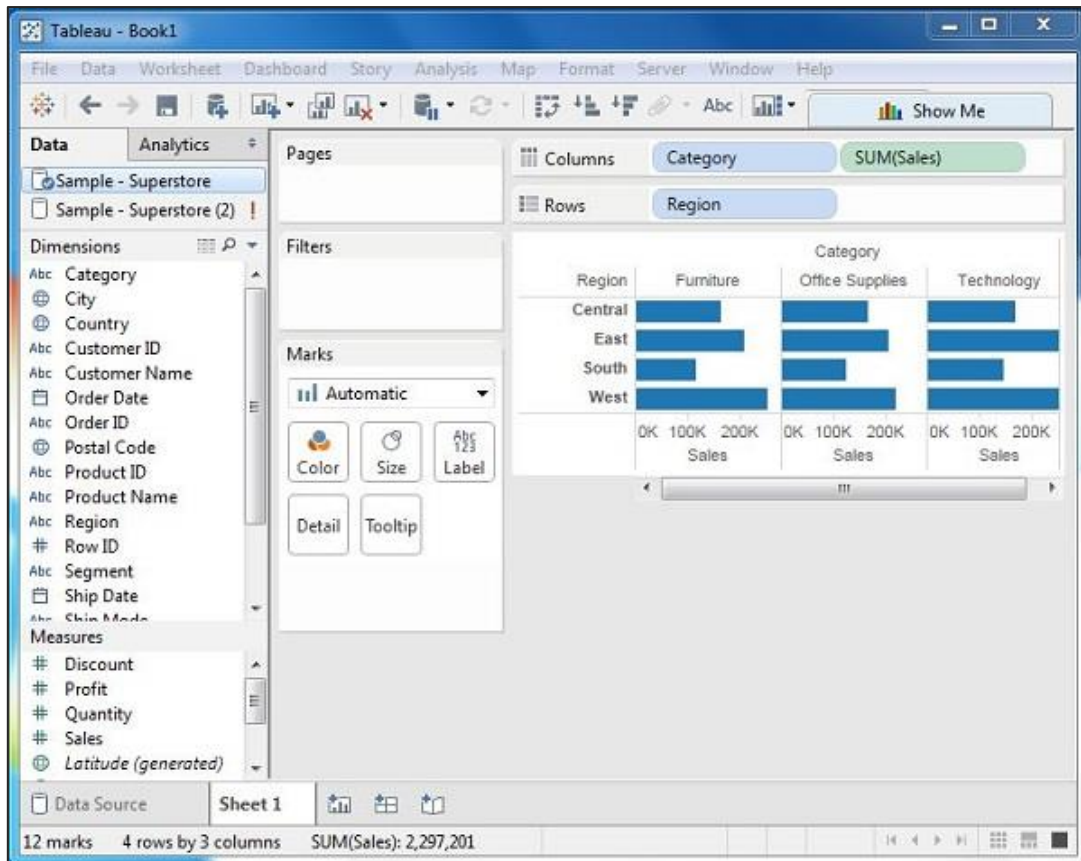 Tableau - Book1
File Data Worksheet Dashboard Story Analysis Map Format Server Window Help
Abc
Show Me
Data Analytics
Sample - Superstore
Sample - Superstore (2)
Dimensions
Abc Category
City
Country
Abc Customer ID
Abc Customer Name
Order Date
Abc Order ID
Postal Code
Abc Product ID
Abc Product Name
Abc Region
# Row ID
Abc Segment
Ship Date
Abc Ship Mode
Measures
# Discount
# Profit
# Quantity
# Sales
Latitude (generated)
Pages
Filters
Marks
Automatic
Abc
123
Color Size Label
Detail Tooltip
Columns Category SUM(Sales)
Rows Region
Category
Region Furniture Office Supplies Technology
Central
East
South
West
0K 100K 200K 0K 100K 200K 0K 100K 200K
Sales Sales Sales
Data Source Sheet 1
12 marks 4 rows by 3 columns SUM(Sales): 2,297,201